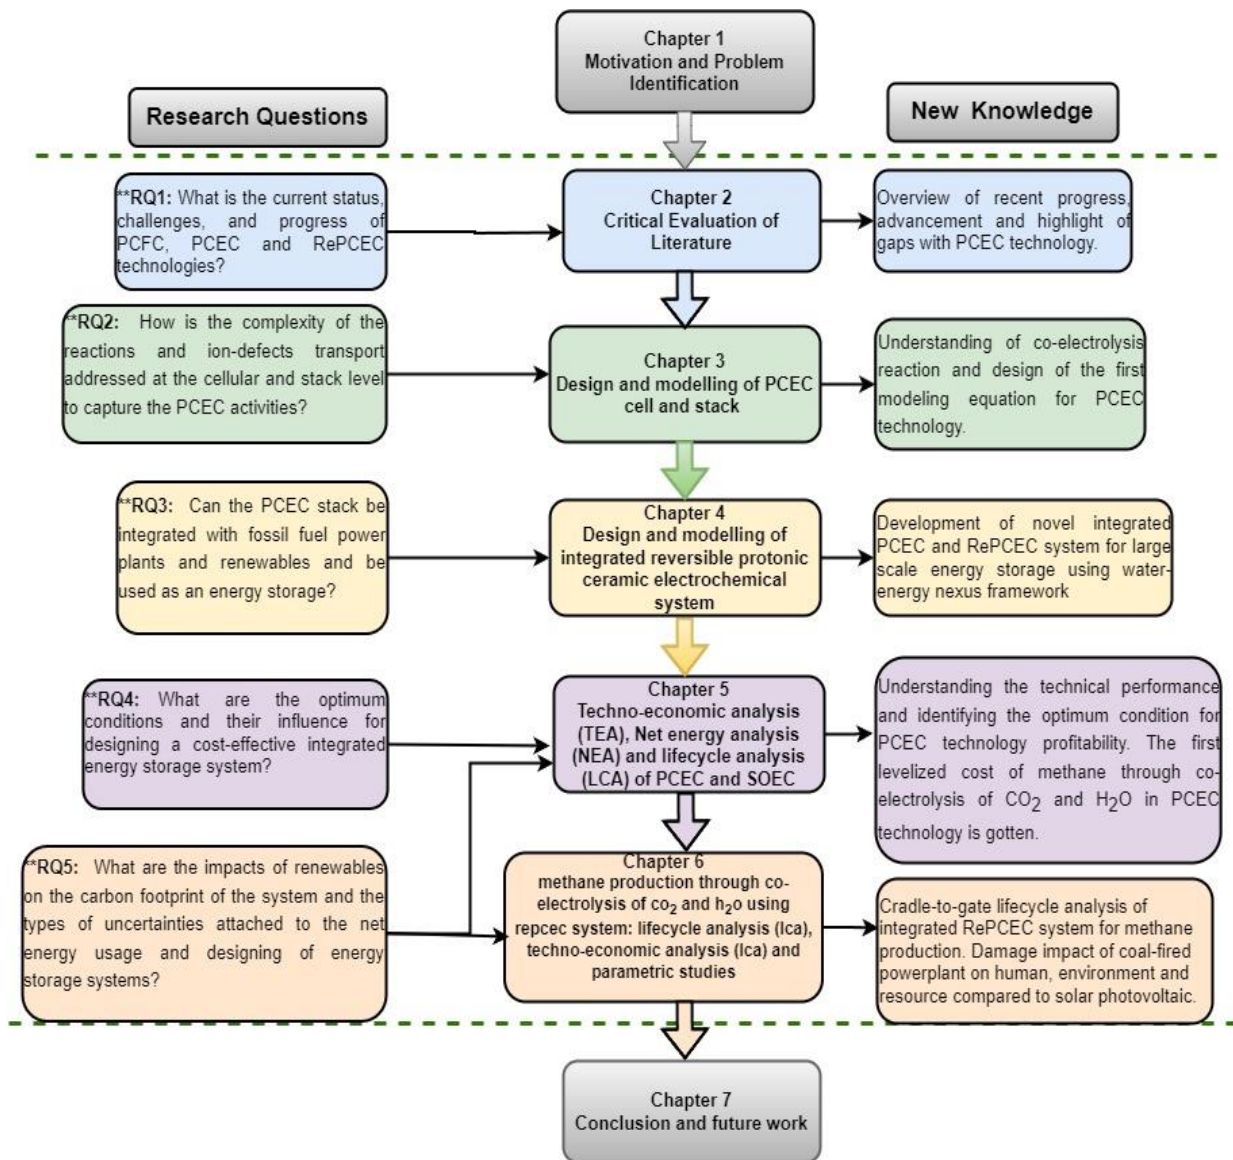 Chapter 1
Motivation and Problem
Identification
Research Questions
New Knowledge
**RQ1: What is the current status,
challenges, and progress of
PCFC, PCEC and RePCEC
technologies?
Chapter 2
Critical Evaluation of
Literature
Overview of recent progress,
advancement and highlight of
gaps with PCEC technology.
**RQ2: How is the complexity of the
reactions and ion-defects transport
addressed at the cellular and stack level
to capture the PCEC activities?
Chapter 3
Design and modelling of PCEC
cell and stack
Understanding of co-electrolysis
reaction and design of the first
modeling equation for PCEC
technology.
**RQ3: Can the PCEC stack be
integrated with fossil fuel power
plants and renewables and be
used as an energy storage?
Chapter 4
Design and modelling of
integrated reversible protonic
ceramic electrochemical
system
Development of novel integrated
PCEC and RePCEC system for large
scale energy storage using water-
energy nexus framework
**RQ4: What are the optimum
conditions and their influence for
designing a cost-effective integrated
energy storage system?
Chapter 5
Techno-economic analysis
(TEA), Net energy analysis
(NEA) and lifecycle analysis
(LCA) of PCEC and SOEC
Understanding the technical performance
and identifying the optimum condition for
PCEC technology profitability. The first
levelized cost of methane through co-
electrolysis of CO2 and H2O in PCEC
technology is gotten.
**RQ5: What are the impacts of renewables
on the carbon footprint of the system and the
types of uncertainties attached to the net
energy usage and designing of energy
storage systems?
Chapter 6
methane production through co-
electrolysis of co2 and h2o using
repcec system: lifecycle analysis (lca),
techno-economic analysis (lca) and
parametric studies
Cradle-to-gate lifecycle analysis of
integrated RePCEC system for methane
production. Damage impact of coal-fired
powerplant on human, environment and
resource compared to solar photovoltaic.
Chapter 7
Conclusion and future work